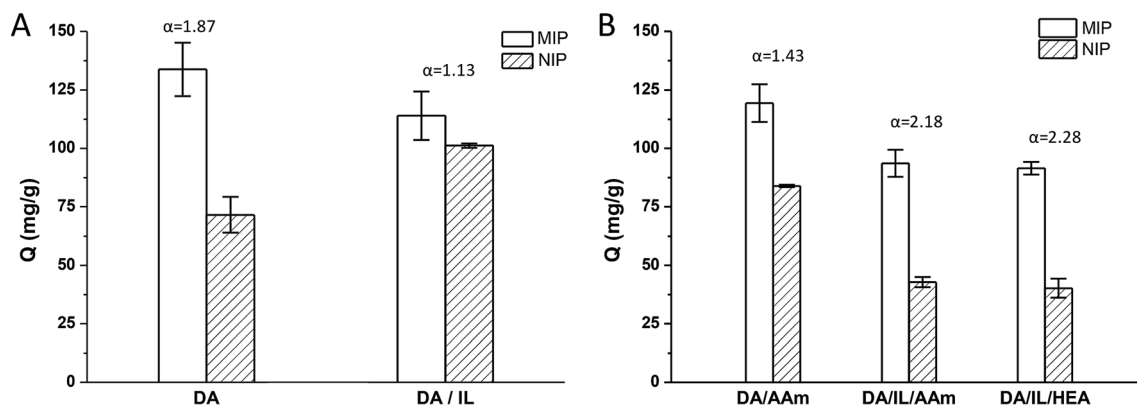 A
150
125
100
75
50
25
0
Q (mg/g)
α=1.87
α=1.13
MIP
NIP
DA
DA / IL
B
150
125
100
75
50
25
0
Q (mg/g)
α=1.43
α=2.18
α=2.28
MIP
NIP
DA/AAm
DA/IL/AAm
DA/IL/HEA